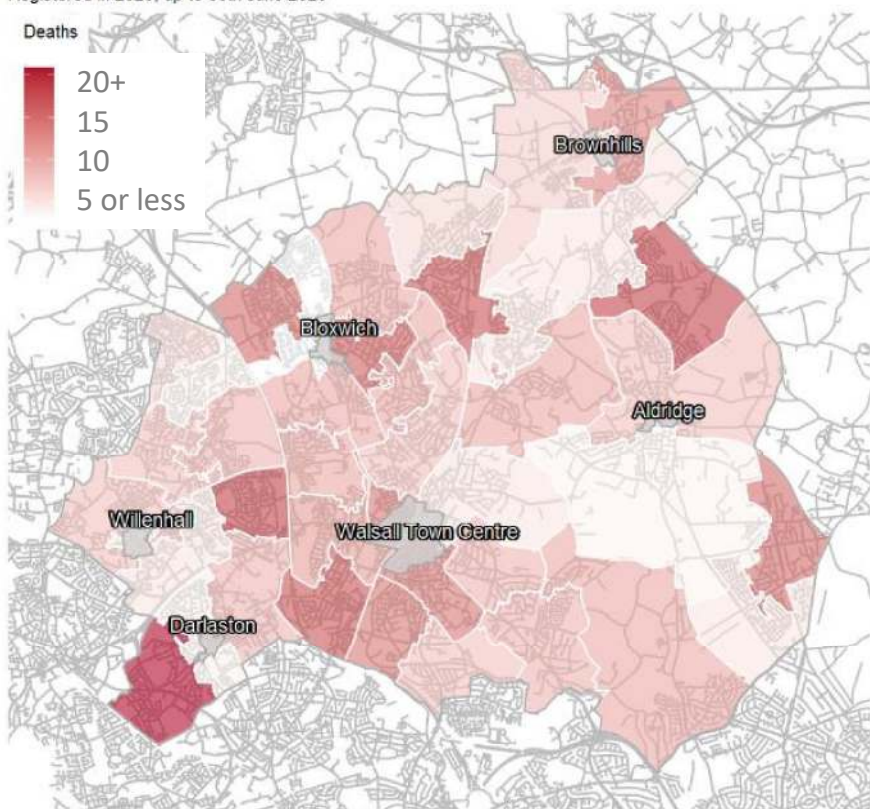 Deaths
20+
15
10
5 or less
Brownhills
Bloxwich
Aldridge
Willenhall
Walsall Town Centre
Darlaston